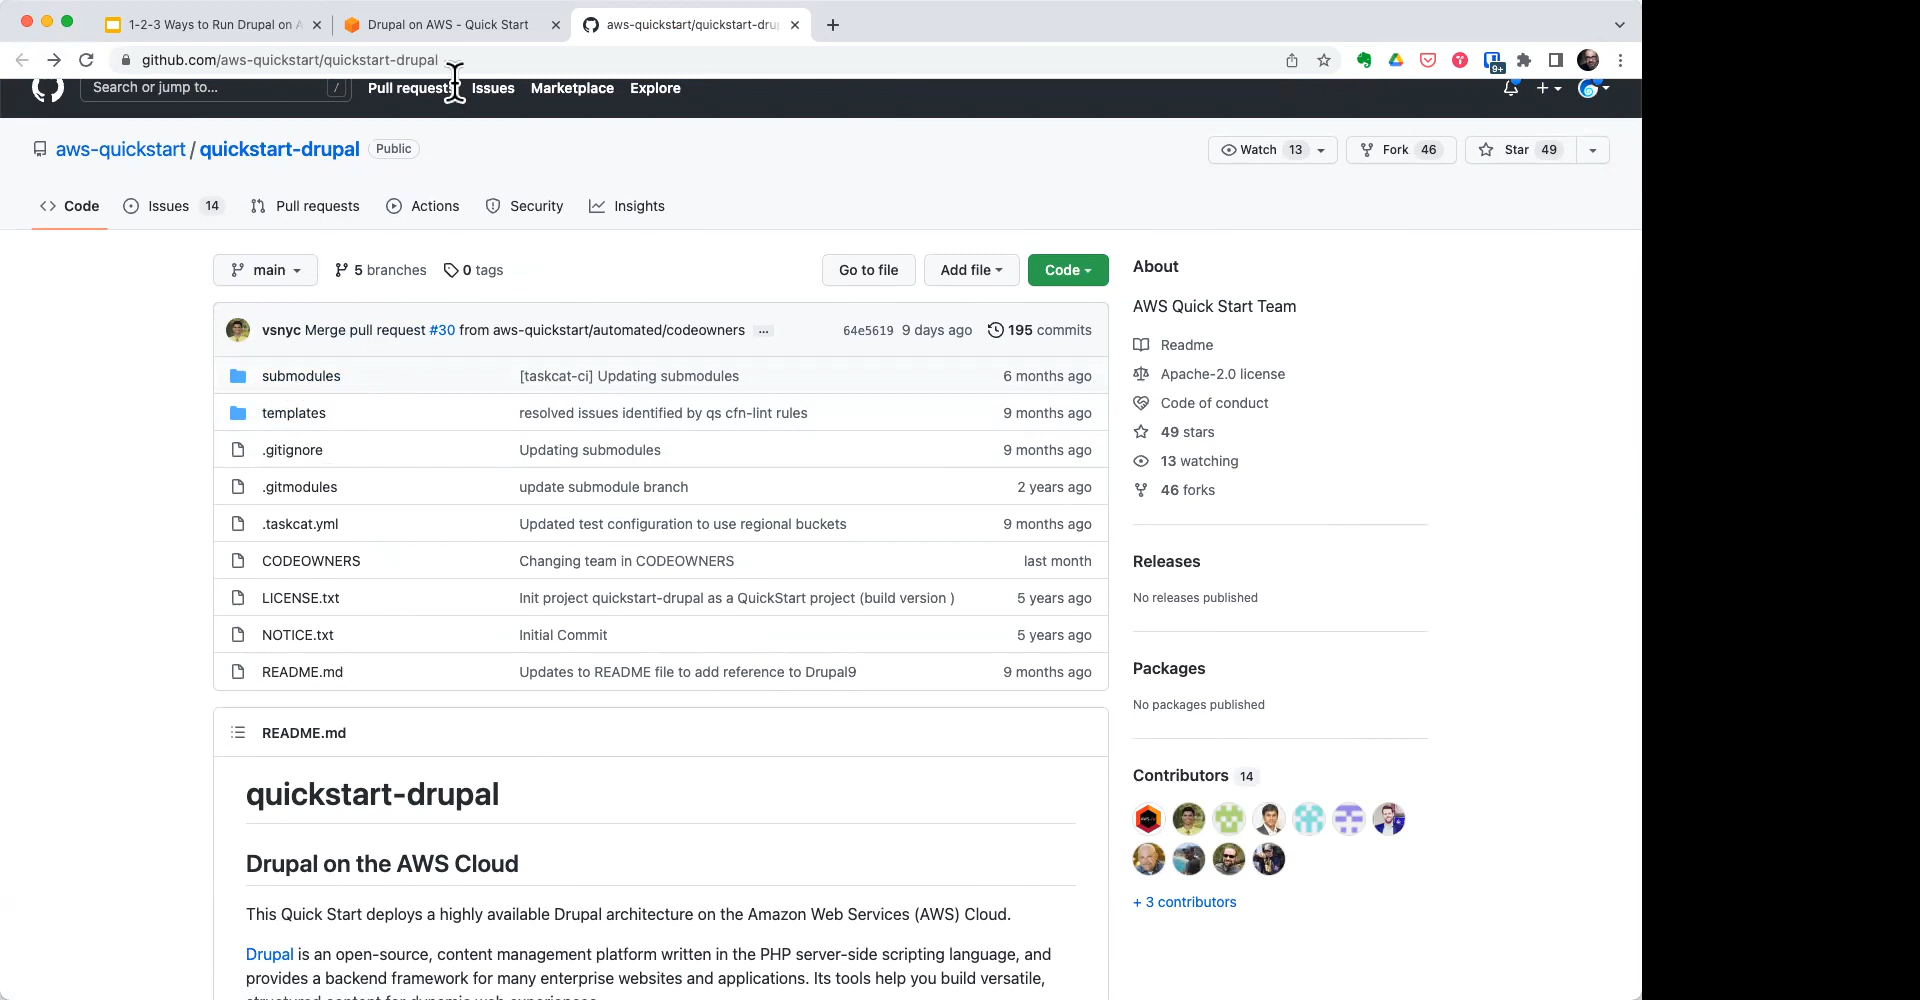 1-2-3 Ways to Run Drupal on A
Drupal on AWS - Quick Start
aws-quickstart/quickstart-dru
github.com/aws-quickstart/quickstart-drupal
9+
Search or jump to...
/
Pull requests
Issues
Marketplace
Explore
aws-quickstart / quickstart-drupal
Public
Watch 13
Fork 46
Star 49
Code
Issues 14
Pull requests
Actions
Security
Insights
main
5 branches
0 tags
Go to file
Add file
Code
vsnyc Merge pull request #30 from aws-quickstart/automated/codeowners ...
64e5619 9 days ago
195 commits
submodules
[taskcat-ci] Updating submodules
6 months ago
templates
resolved issues identified by qs cfn-lint rules
9 months ago
.gitignore
Updating submodules
9 months ago
.gitmodules
update submodule branch
2 years ago
.taskcat.yml
Updated test configuration to use regional buckets
9 months ago
CODEOWNERS
Changing team in CODEOWNERS
last month
LICENSE.txt
Init project quickstart-drupal as a QuickStart project (build version )
5 years ago
NOTICE.txt
Initial Commit
5 years ago
README.md
Updates to README file to add reference to Drupal9
9 months ago
README.md
quickstart-drupal
Drupal on the AWS Cloud
This Quick Start deploys a highly available Drupal architecture on the Amazon Web Services (AWS) Cloud.
Drupal is an open-source, content management platform written in the PHP server-side scripting language, and
provides a backend framework for many enterprise websites and applications. Its tools help you build versatile,
structured content for dynamic web experiences.
About
AWS Quick Start Team
Readme
Apache-2.0 license
Code of conduct
49 stars
13 watching
46 forks
Releases
No releases published
Packages
No packages published
Contributors 14
+ 3 contributors